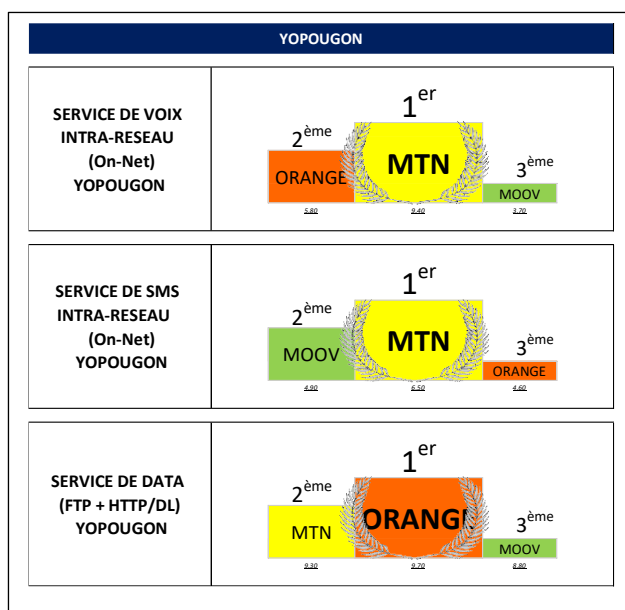 YOPOUGON
SERVICE DE VOIX
INTRA-RESEAU
(On-Net)
YOPOUGON
1er
2ème
3ème
ORANGE
MTN
MOOV
5.80
9.40
3.70
SERVICE DE SMS
INTRA-RESEAU
(On-Net)
YOPOUGON
1er
2ème
3ème
MOOV
MTN
ORANGE
4.90
6.50
4.60
SERVICE DE DATA
(FTP + HTTP/DL)
YOPOUGON
1er
2ème
3ème
MTN
ORANGE
MOOV
9.30
9.70
8.80